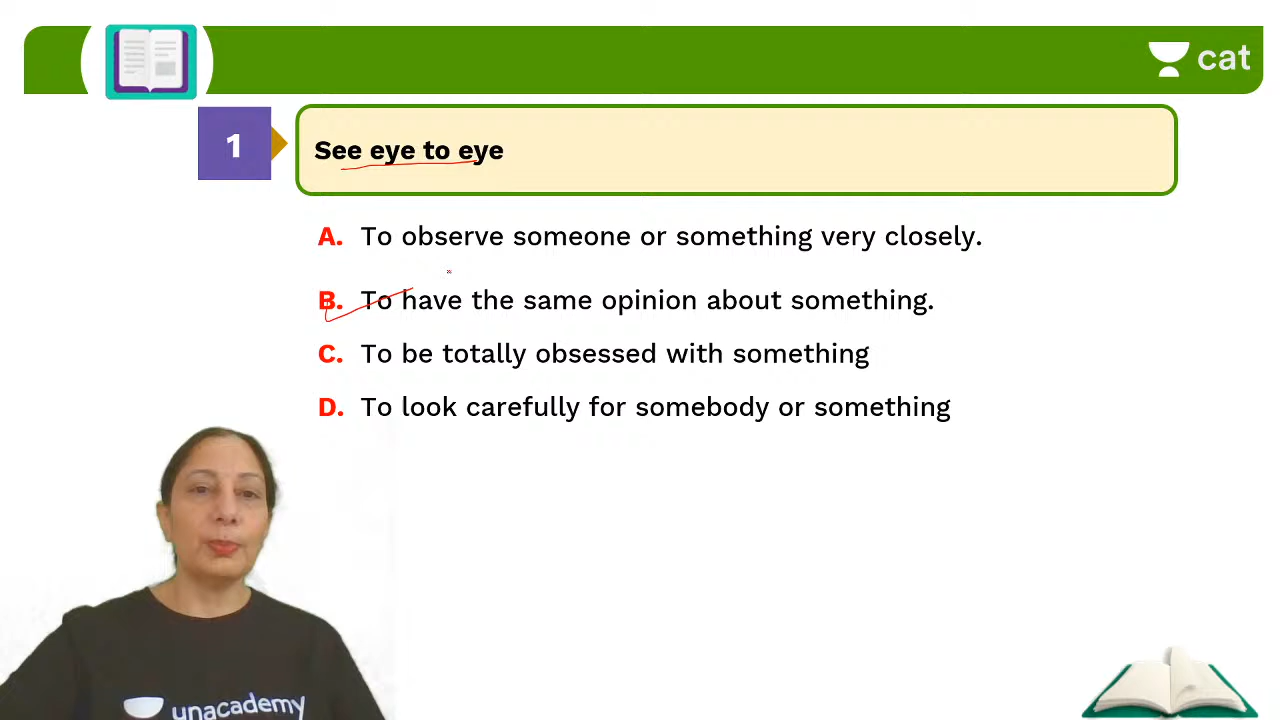 cat
1
See eye to eye
A. To observe someone or something very closely.
B. To have the same opinion about something.
C. To be totally obsessed with something
D. To look carefully for somebody or something
unacademy